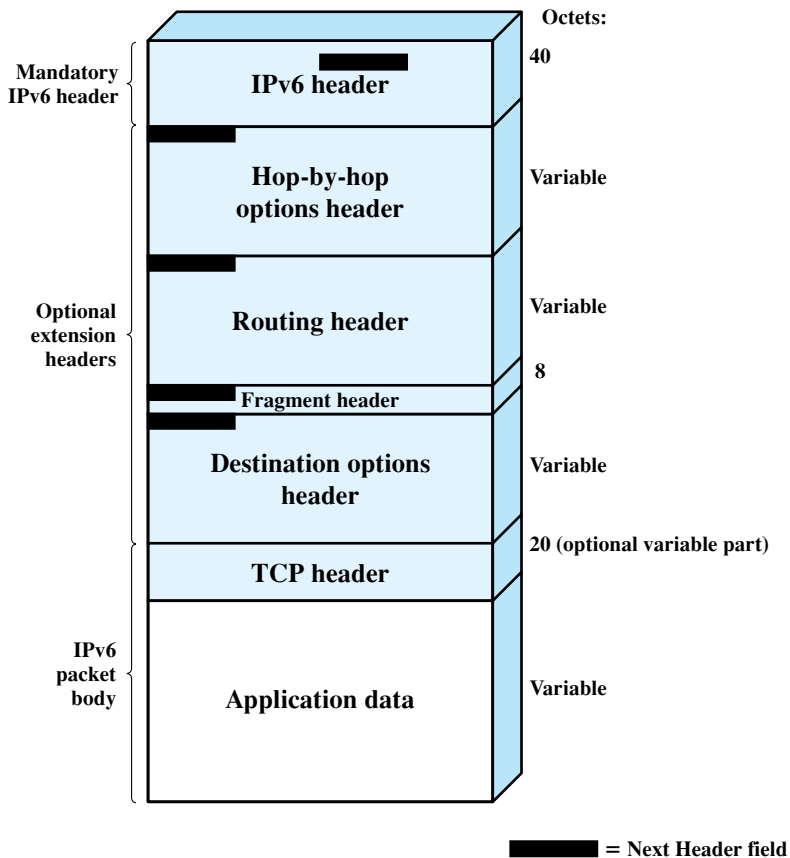 Octets:
Mandatory
IPv6 header
IPv6 header
40
Hop-by-hop
options header
Variable
Optional
extension
headers
Routing header
Variable
8
Fragment header
Destination options
header
Variable
20 (optional variable part)
TCP header
IPv6
packet
body
Application data
Variable
= Next Header field